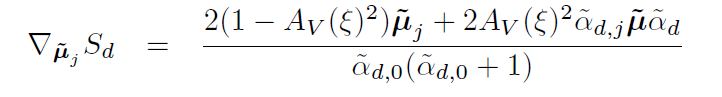 $\nabla_{\tilde{\boldsymbol{\mu}}_j} S_d = \frac{2(1 - A_V(\xi)^2)\tilde{\boldsymbol{\mu}}_j + 2A_V(\xi)^2 \tilde{\alpha}_{d,j} \tilde{\boldsymbol{\mu}} \tilde{\alpha}_d}{\tilde{\alpha}_{d,0}(\tilde{\alpha}_{d,0} + 1)}$